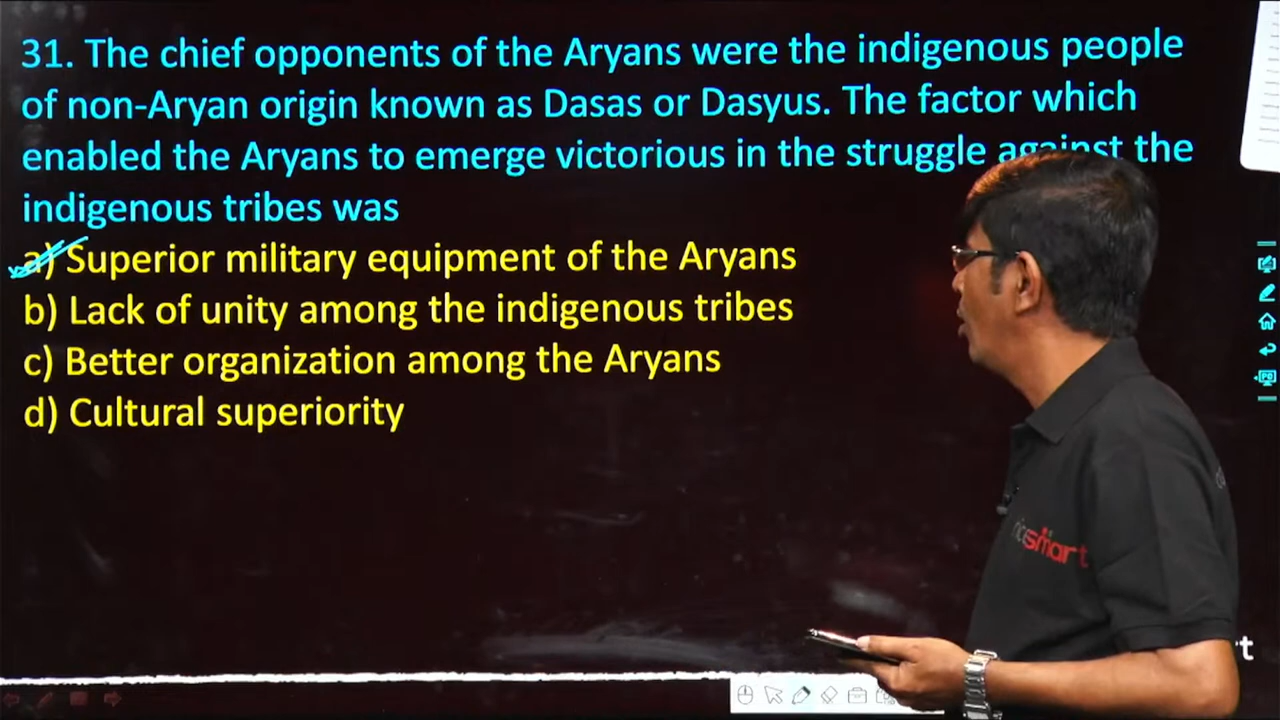 31. The chief opponents of the Aryans were the indigenous people
of non-Aryan origin known as Dasas or Dasyus. The factor which
enabled the Aryans to emerge victorious in the struggle against the
indigenous tribes was
a) Superior military equipment of the Aryans
b) Lack of unity among the indigenous tribes
c) Better organization among the Aryans
d) Cultural superiority
smart